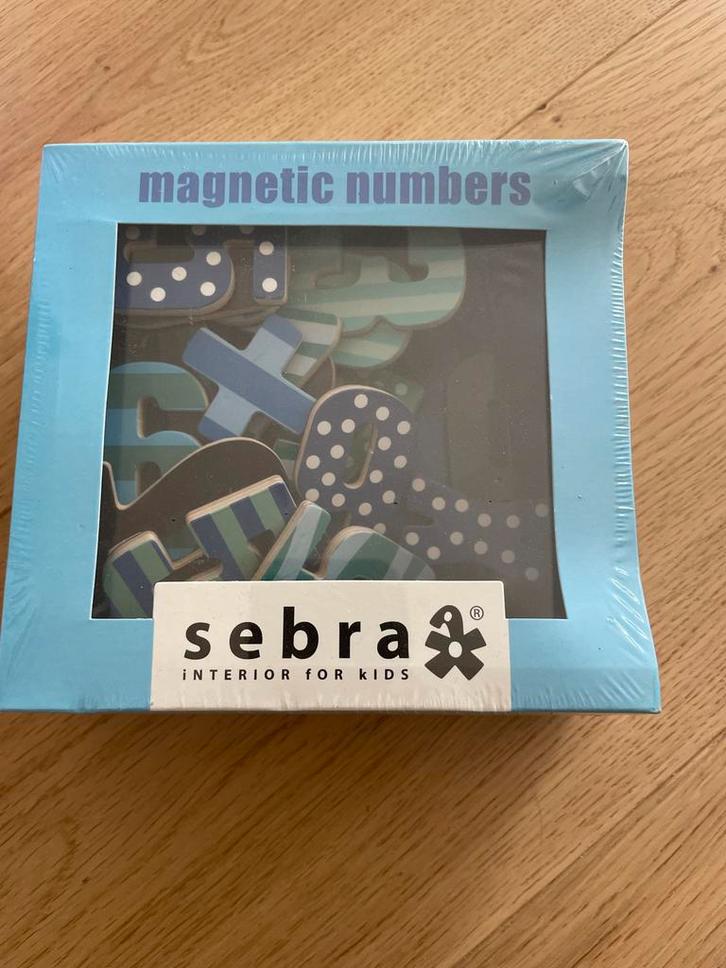 magnetic numbers
sebra ®
iNTERIOR fOR kIDS